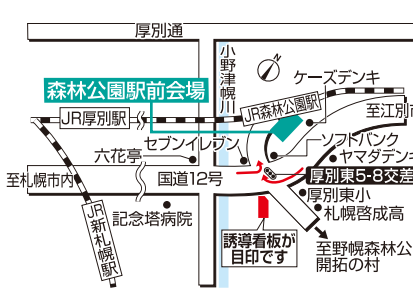 厚別通
小野津幌川
N
ケーズデンキ
森林公園駅前会場
JR森林公園駅
至江別市
JR厚別駅
セブンイレブン
ソフトバンク
六花亭
ヤマダデンキ
至札幌市内
国道12号
厚別東5-8交差
厚別東小
札幌啓成高
JR新札幌駅
記念塔病院
誘導看板が
目印です
至野幌森林公
開拓の村